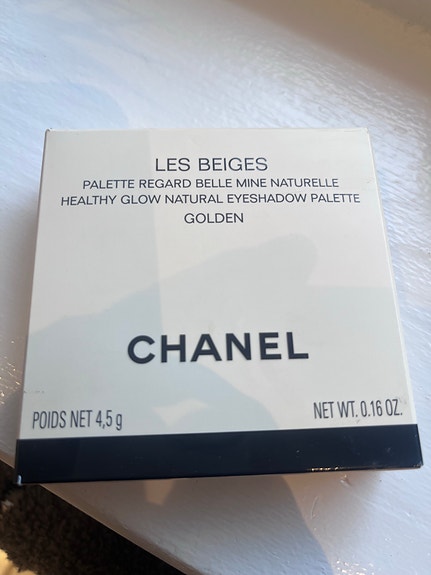 LES BEIGES
PALETTE REGARD BELLE MINE NATURELLE
HEALTHY GLOW NATURAL EYESHADOW PALETTE
GOLDEN
CHANEL
POIDS NET 4,5 g NET WT. 0.16 OZ.